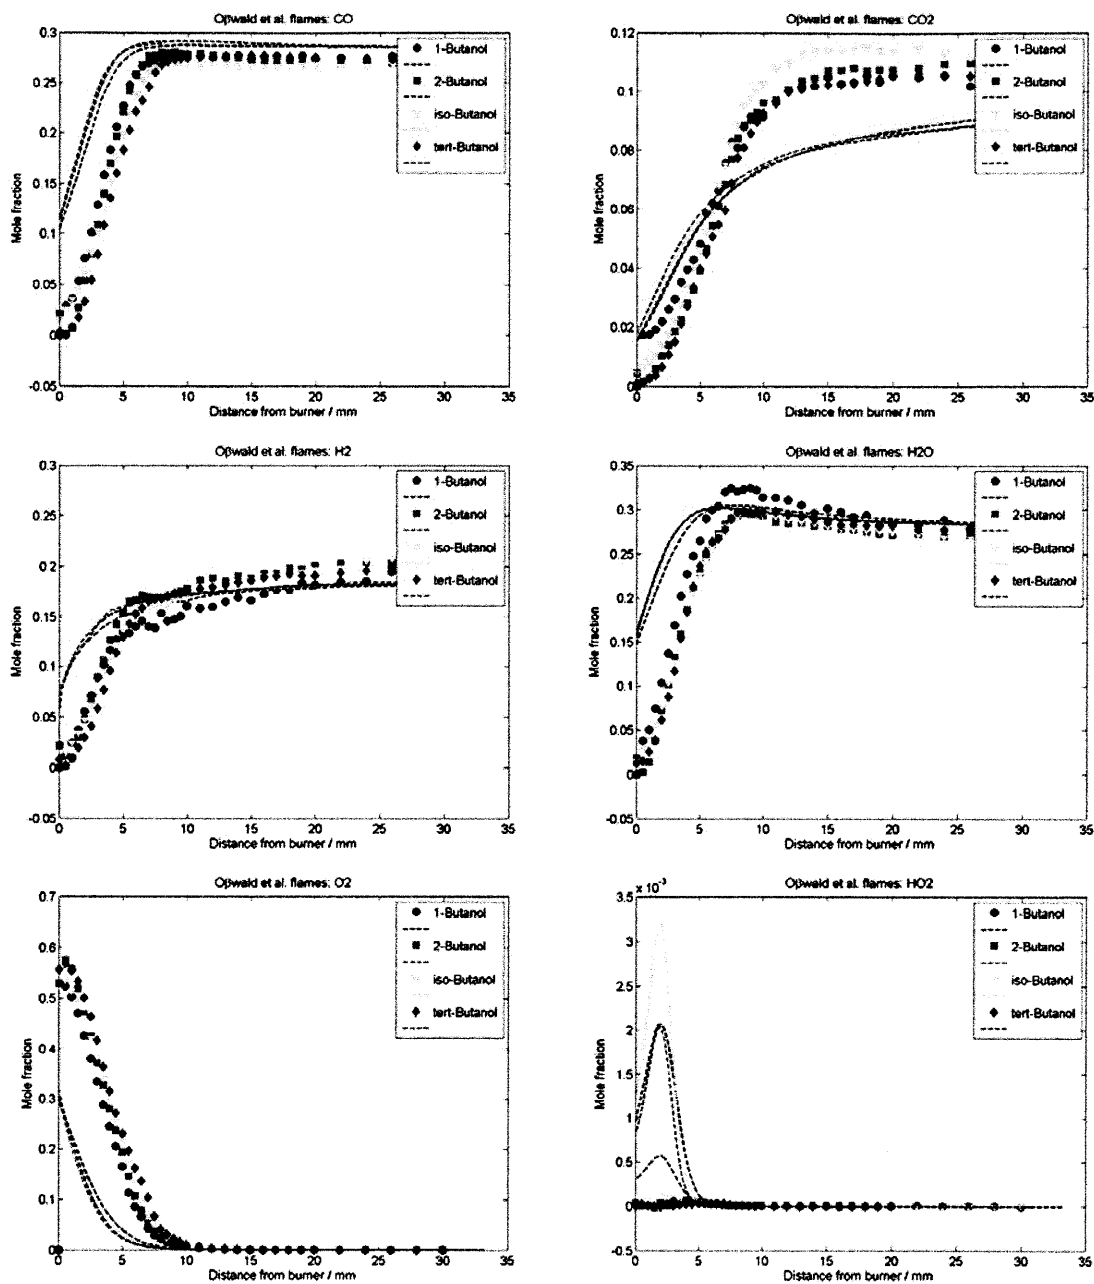 Oβwald et al. flames: CO
0.3
0.25
0.2
0.15
0.1
0.05
0
-0.05
Mole fraction
0 5 10 15 20 25 30 35
Distance from burner / mm
1-Butanol
2-Butanol
iso-Butanol
tert-Butanol
Oβwald et al. flames: CO2
0.12
0.1
0.08
0.06
0.04
0.02
0
Mole fraction
0 5 10 15 20 25 30 35
Distance from burner / mm
1-Butanol
2-Butanol
iso-Butanol
tert-Butanol
Oβwald et al. flames: H2
0.3
0.25
0.2
0.15
0.1
0.05
0
-0.05
Mole fraction
0 5 10 15 20 25 30 35
Distance from burner / mm
1-Butanol
2-Butanol
iso-Butanol
tert-Butanol
Oβwald et al. flames: H2O
0.35
0.3
0.25
0.2
0.15
0.1
0.05
0
-0.05
Mole fraction
0 5 10 15 20 25 30 35
Distance from burner / mm
1-Butanol
2-Butanol
iso-Butanol
tert-Butanol
Oβwald et al. flames: O2
0.7
0.6
0.5
0.4
0.3
0.2
0.1
0
Mole fraction
0 5 10 15 20 25 30 35
Distance from burner / mm
1-Butanol
2-Butanol
iso-Butanol
tert-Butanol
Oβwald et al. flames: HO2
x 10⁻³
3.5
3
2.5
2
1.5
1
0.5
0
-0.5
Mole fraction
0 5 10 15 20 25 30 35
Distance from burner / mm
1-Butanol
2-Butanol
iso-Butanol
tert-Butanol